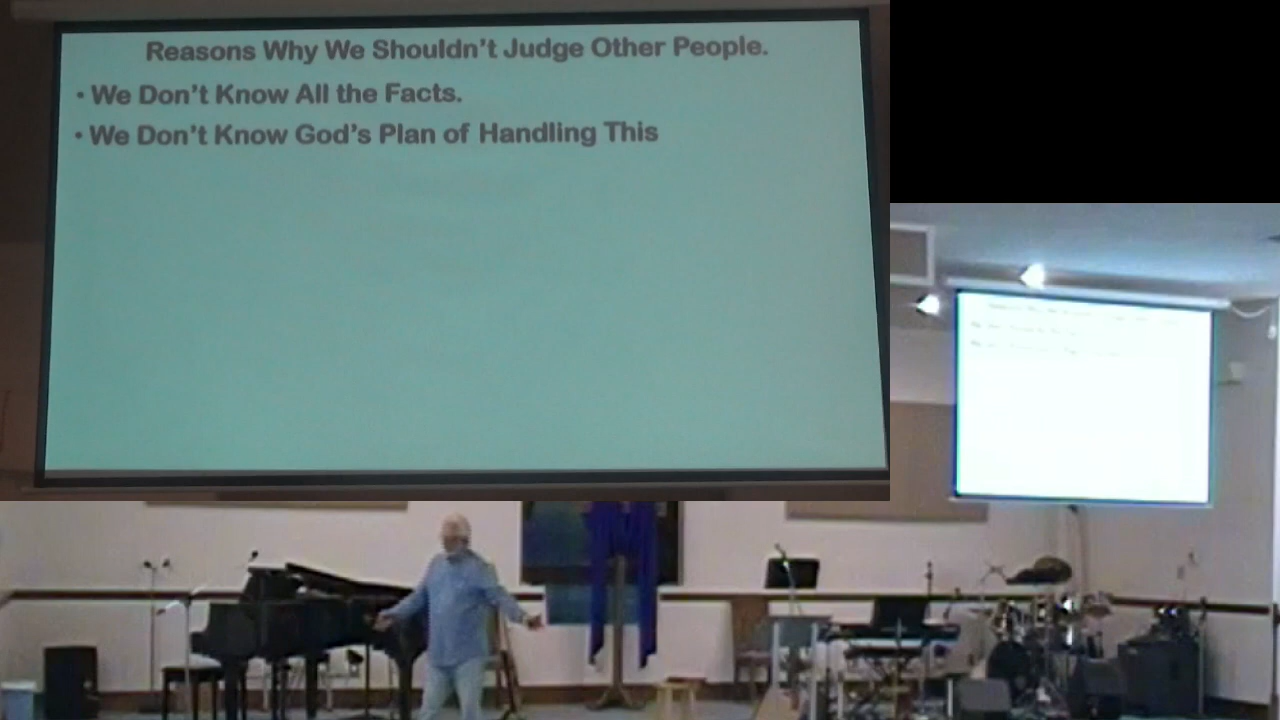 Reasons Why We Shouldn't Judge Other People.
• We Don't Know All the Facts.
• We Don't Know God's Plan of Handling This